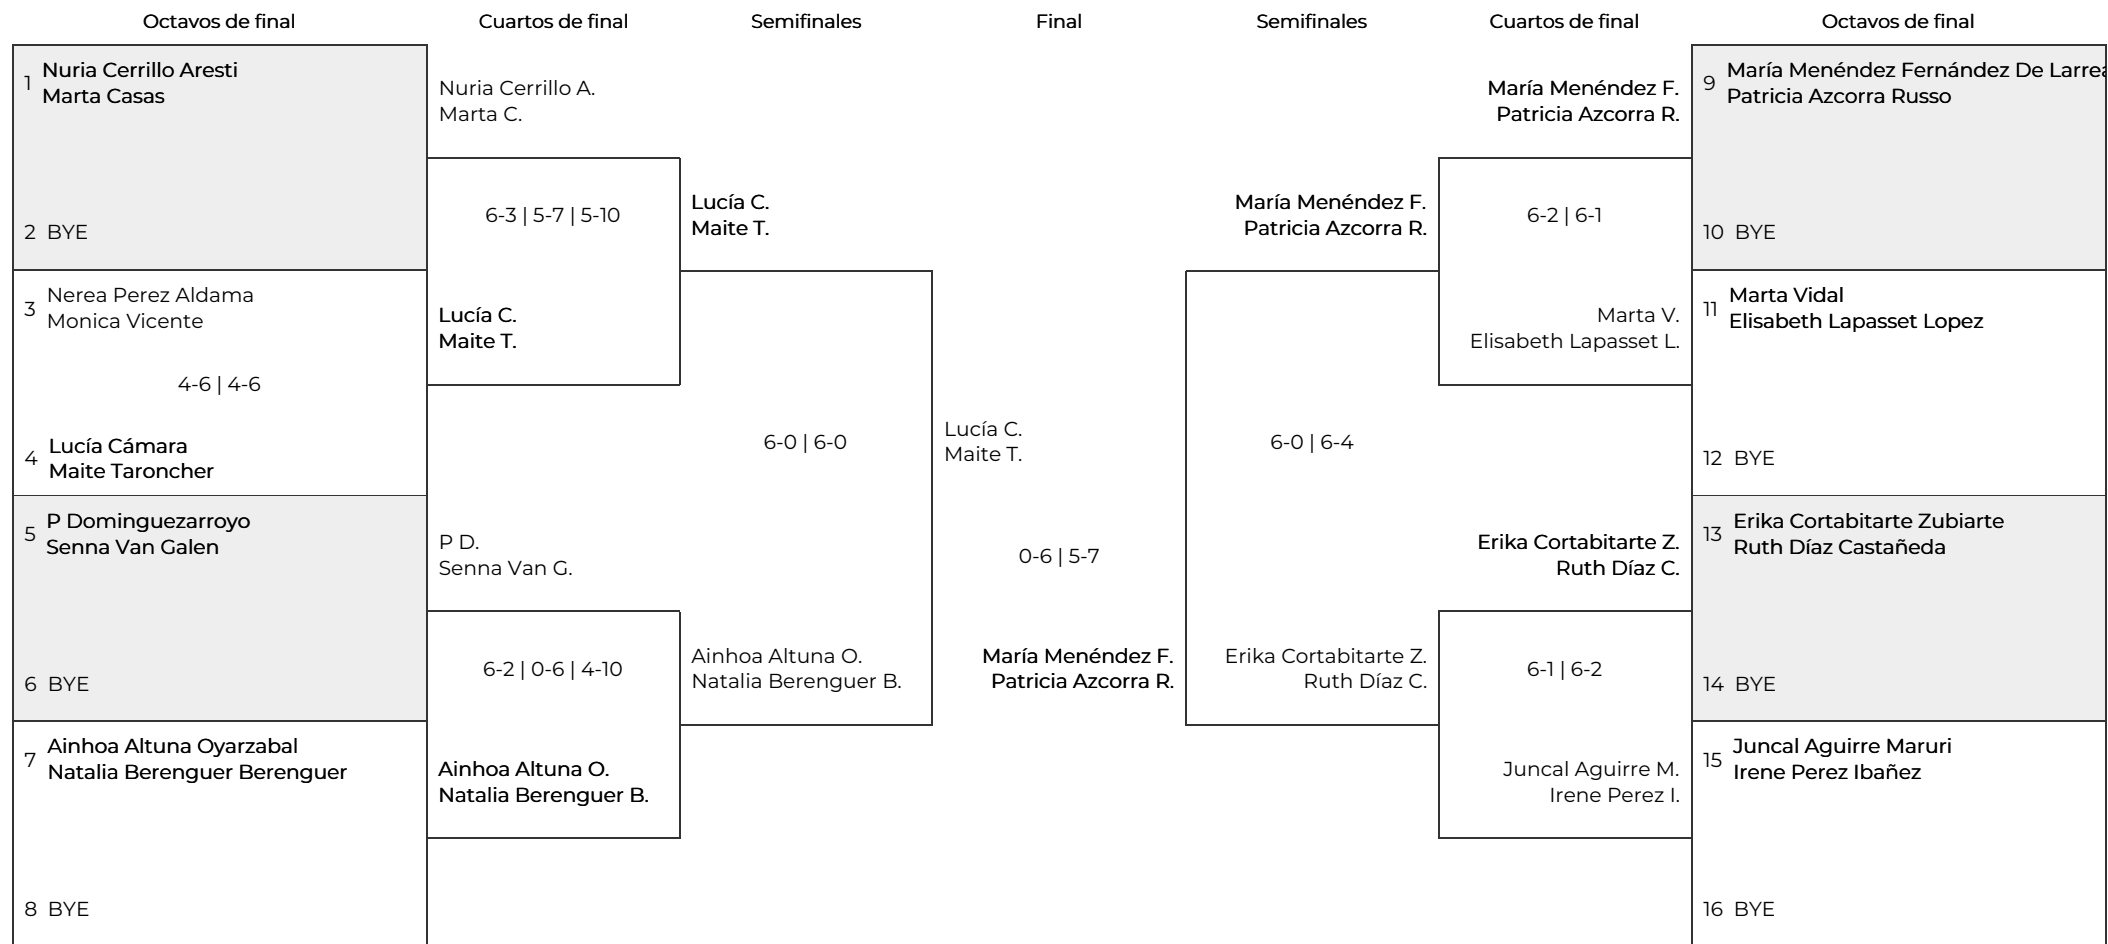 Octavos de final
Cuartos de final
Semifinales
Final
Semifinales
Cuartos de final
Octavos de final
1 Nuria Cerrillo Aresti
Marta Casas
2 BYE
3 Nerea Perez Aldama
Monica Vicente
4-6 | 4-6
4 Lucía Cámara
Maite Taroncher
5 P Dominguezarroyo
Senna Van Galen
6 BYE
7 Ainhoa Altuna Oyarzabal
Natalia Berenguer Berenguer
8 BYE
Nuria Cerrillo A.
Marta C.
6-3 | 5-7 | 5-10
Lucía C.
Maite T.
P D.
Senna Van G.
6-2 | 0-6 | 4-10
Ainhoa Altuna O.
Natalia Berenguer B.
Lucía C.
Maite T.
6-0 | 6-0
Ainhoa Altuna O.
Natalia Berenguer B.
Lucía C.
Maite T.
0-6 | 5-7
María Menéndez F.
Patricia Azcorra R.
María Menéndez F.
Patricia Azcorra R.
6-0 | 6-4
Erika Cortabitarte Z.
Ruth Díaz C.
María Menéndez F.
Patricia Azcorra R.
6-2 | 6-1
Marta V.
Elisabeth Lapasset L.
Erika Cortabitarte Z.
Ruth Díaz C.
6-1 | 6-2
Juncal Aguirre M.
Irene Perez I.
9 María Menéndez Fernández De Larrea
Patricia Azcorra Russo
10 BYE
11 Marta Vidal
Elisabeth Lapasset Lopez
12 BYE
13 Erika Cortabitarte Zubiarte
Ruth Díaz Castañeda
14 BYE
15 Juncal Aguirre Maruri
Irene Perez Ibañez
16 BYE